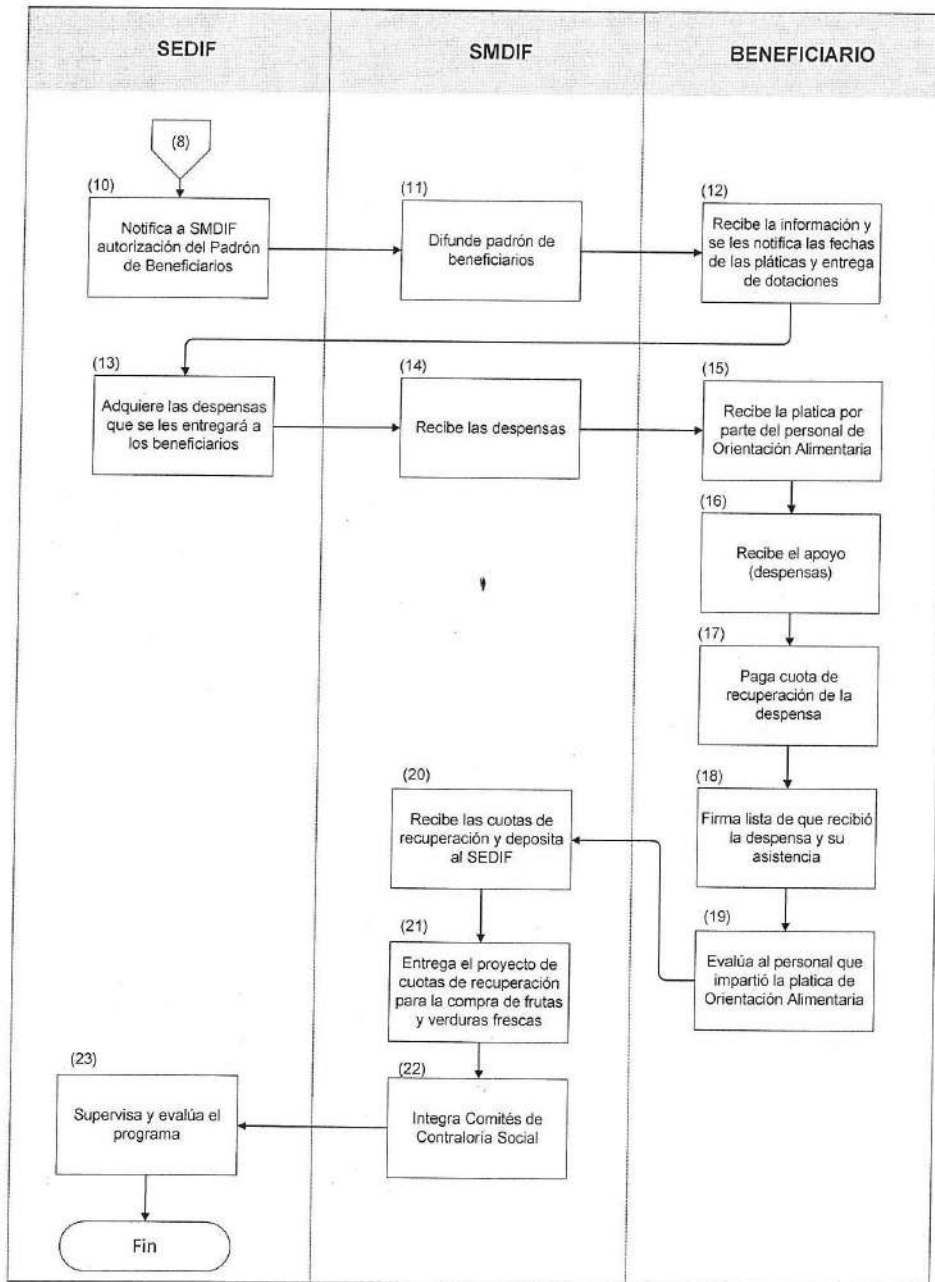 SEDIF
SMDIF
BENEFICIARIO
(8)
(10)
Notifica a SMDIF
autorización del Padrón
de Beneficiarios
(11)
Difunde padrón de
beneficiarios
(12)
Recibe la información y
se les notifica las fechas
de las pláticas y entrega
de dotaciones
(13)
Adquiere las despensas
que se les entregará a
los beneficiarios
(14)
Recibe las despensas
(15)
Recibe la platica por
parte del personal de
Orientación Alimentaria
(16)
Recibe el apoyo
(despensas)
(17)
Paga cuota de
recuperación de la
despensa
(18)
Firma lista de que recibió
la despensa y su
asistencia
(19)
Evalúa al personal que
impartió la platica de
Orientación Alimentaria
(20)
Recibe las cuotas de
recuperación y deposita
al SEDIF
(21)
Entrega el proyecto de
cuotas de recuperación
para la compra de frutas
y verduras frescas
(22)
Integra Comités de
Contraloría Social
(23)
Supervisa y evalúa el
programa
Fin